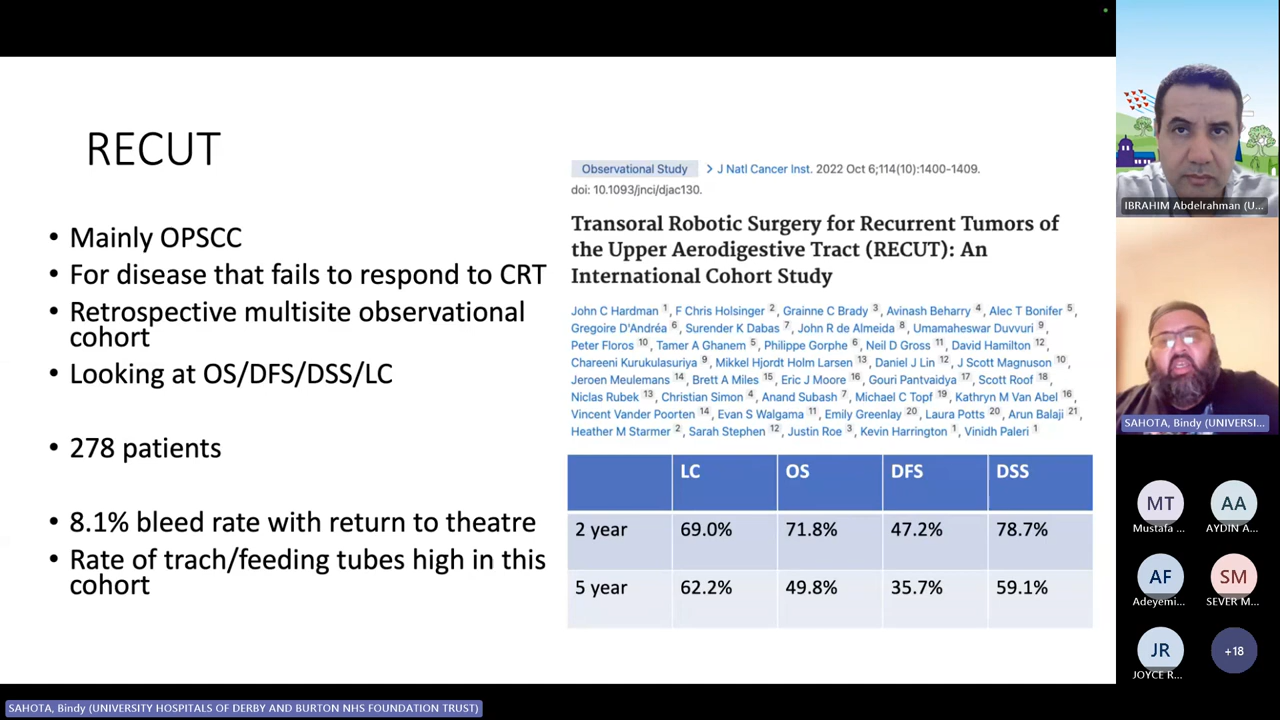 RECUT
• Mainly OPSCC
• For disease that fails to respond to CRT
• Retrospective multisite observational
cohort
• Looking at OS/DFS/DSS/LC
• 278 patients
• 8.1% bleed rate with return to theatre
• Rate of trach/feeding tubes high in this
cohort
Observational Study > J Natl Cancer Inst. 2022 Oct 6;114(10):1400-1409.
doi: 10.1093/jnci/djac130.
Transoral Robotic Surgery for Recurrent Tumors of
the Upper Aerodigestive Tract (RECUT): An
International Cohort Study
John C Hardman 1, F Chris Holsinger 2, Grainne C Brady 3, Avinash Beharry 4, Alec T Bonifer 5,
Gregoire D'Andréa 6, Surender K Dabas 7, John R de Almeida 8, Umamaheswar Duvvuri 9,
Peter Floros 10, Tamer A Ghanem 5, Philippe Gorphe 6, Neil D Gross 11, David Hamilton 12,
Chareeni Kurukulasuriya 9, Mikkel Hjordt Holm Larsen 13, Daniel J Lin 12, J Scott Magnuson 10,
Jeroen Meulemans 14, Brett A Miles 15, Eric J Moore 16, Gouri Pantvaidya 17, Scott Roof 18,
Niclas Rubek 13, Christian Simon 4, Anand Subash 7, Michael C Topf 19, Kathryn M Van Abel 16,
Vincent Vander Poorten 14, Evan S Walgama 11, Emily Greenlay 20, Laura Potts 20, Arun Balaji 21,
Heather M Starmer 2, Sarah Stephen 12, Justin Roe 3, Kevin Harrington 1, Vinidh Paleri 1
LC OS DFS DSS
2 year 69.0% 71.8% 47.2% 78.7%
5 year 62.2% 49.8% 35.7% 59.1%
IBRAHIM Abdelrahman (U...
SAHOTA, Bindy (UNIVERSI...
MT AA
Mustafa ... AYDIN A...
AF SM
Adeyemi... SEVER M...
JR +18
JOYCE R...
SAHOTA, Bindy (UNIVERSITY HOSPITALS OF DERBY AND BURTON NHS FOUNDATION TRUST)